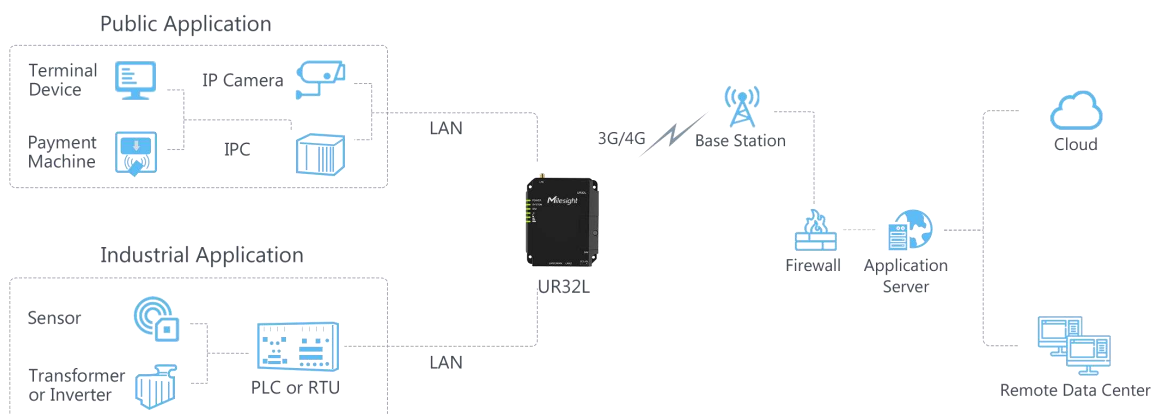 Public Application
Terminal
Device
IP Camera
Payment
Machine
IPC
LAN
3G/4G
Base Station
Cloud
Milesight
UR32L
Firewall
Application
Server
Industrial Application
Sensor
Transformer
or Inverter
PLC or RTU
LAN
Remote Data Center